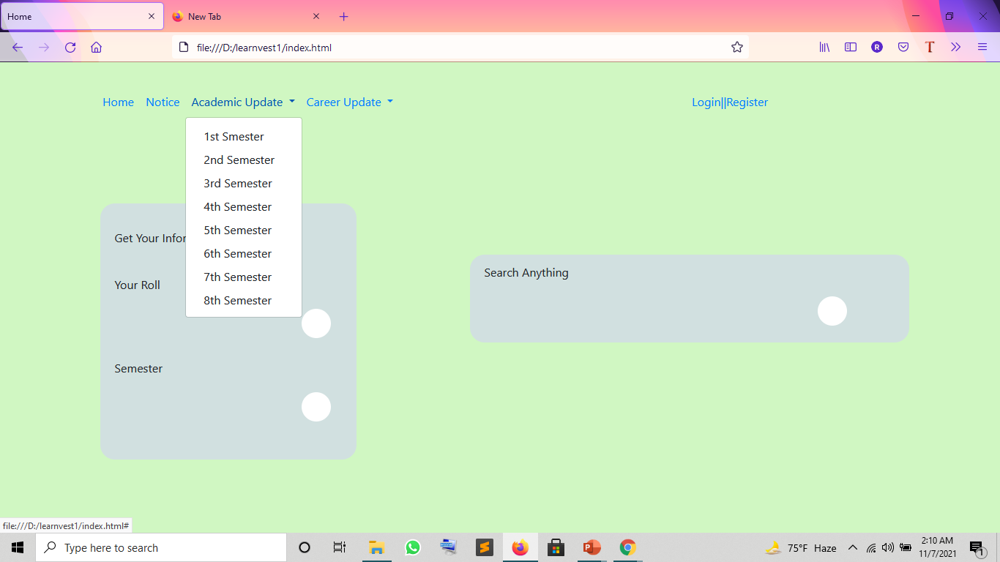 Home
New Tab
file:///D:/learnvest1/index.html
R
T
Home Notice Academic Update Career Update Login||Register
1st Smester
2nd Semester
3rd Semester
4th Semester
5th Semester
6th Semester
7th Semester
8th Semester
Get Your Infor
Your Roll
Semester
Search Anything
file:///D:/learnvest1/index.html#
Type here to search
75°F Haze
2:10 AM
11/7/2021
1